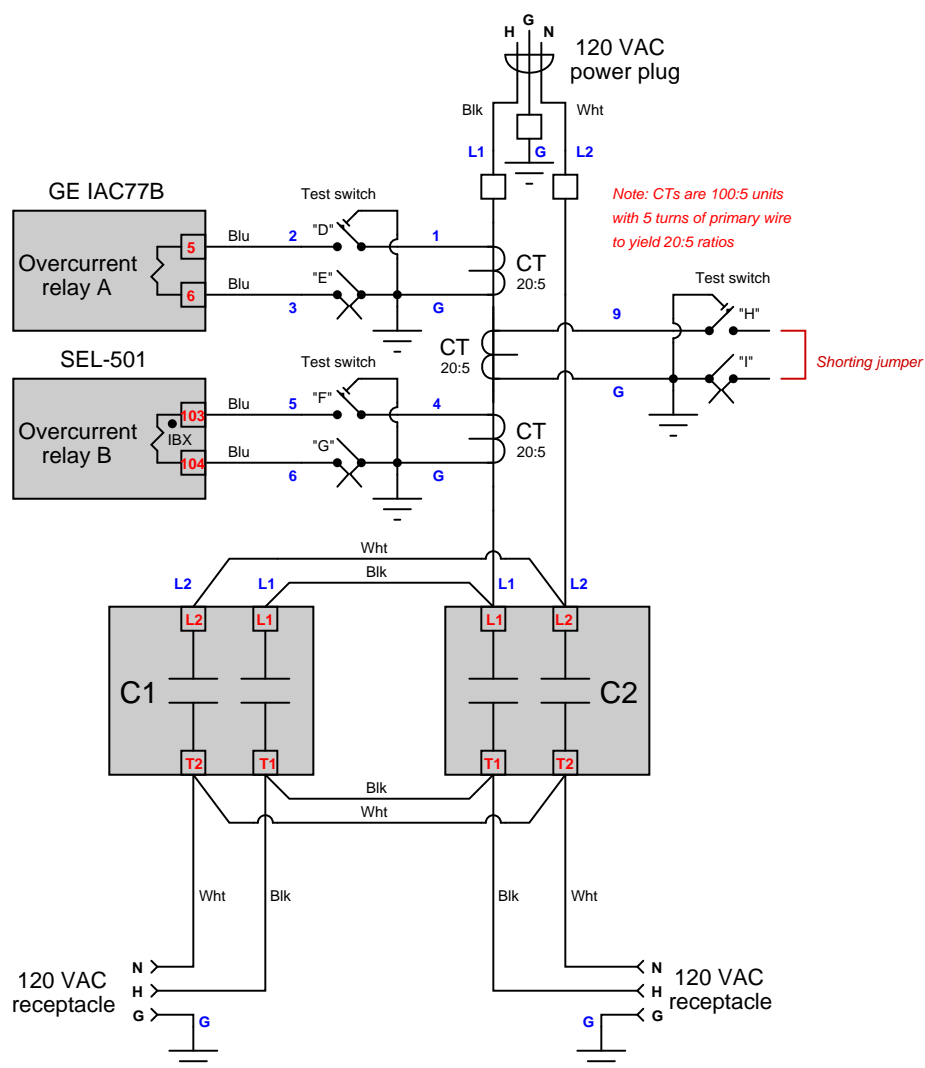 G
H N
120 VAC
power plug
Blk
Wht
L1
G
L2
GE IAC77B
Test switch
Note: CTs are 100:5 units
with 5 turns of primary wire
to yield 20:5 ratios
Overcurrent
relay A
5
6
Blu
2
"D"
1
CT
20:5
Blu
3
"E"
G
Test switch
9
"H"
CT
20:5
"I"
G
Shorting jumper
SEL-501
Test switch
Overcurrent
relay B
103
IBX
104
Blu
5
"F"
4
CT
20:5
Blu
6
"G"
G
Wht
Blk
L2
L1
L1
L2
L2
L1
L1
L2
C1
C2
T2
T1
T1
T2
Blk
Wht
Wht
Blk
Blk
Wht
120 VAC
receptacle
N
H
G
G
N
H
G
G
120 VAC
receptacle